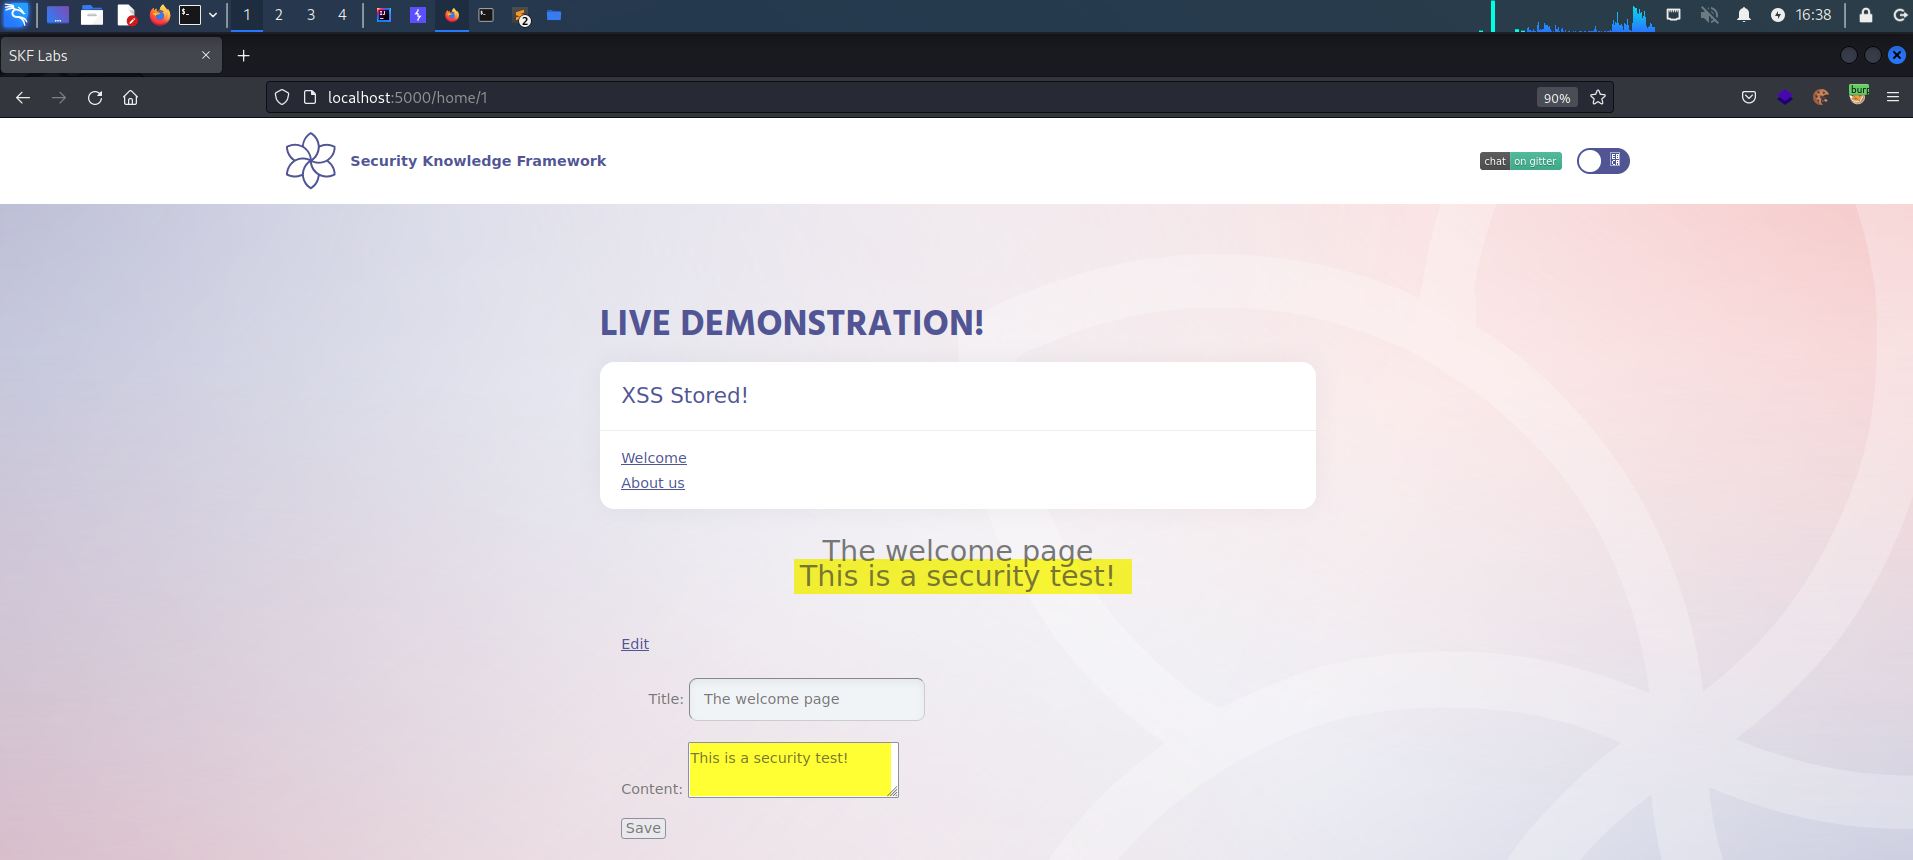 1 2 3 4 2 16:38
SKF Labs
localhost:5000/home/1 90% burp
Security Knowledge Framework chat on gitter
LIVE DEMONSTRATION!
XSS Stored!
Welcome
About us
The welcome page
This is a security test!
Edit
Title: The welcome page
This is a security test!
Content:
Save